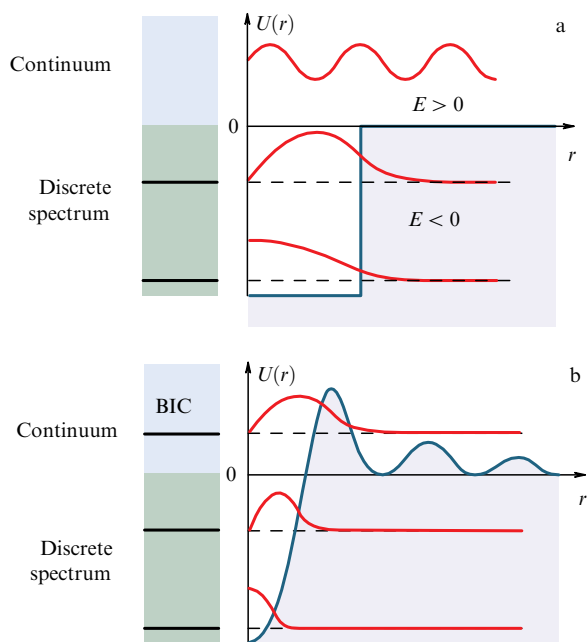 U(r)
a
Continuum
E > 0
0
r
Discrete
spectrum
E < 0
U(r)
b
BIC
Continuum
0
r
Discrete
spectrum